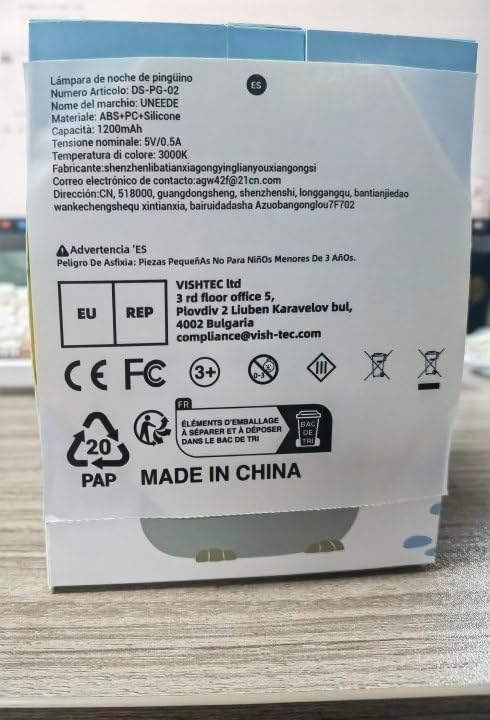 Lámpara de noche de pingüino
ES
Numero Articolo: DS-PG-02
Nome del marchio: UNEEDE
Materiale: ABS+PC+Silicone
Capacità: 1200mAh
Tensione nominale: 5V/0.5A
Temperatura di colore: 3000K
Fabricante:shenzhenlibatianxiagongyinglianyouxiangongsi
Correo electrónico de contacto:agw42f@21cn.com
Dirección:CN, 518000, guangdongsheng, shenzhenshi, longgangqu, bantianjiedao
wankechengshequ xintianxia, bairuidadasha Azuobangonglou7F702
Advertencia 'ES
Peligro De Asfixia: Piezas PequeñAs No Para NiñOs Menores De 3 AñOs.
EU REP
VISHTEC ltd
3 rd floor office 5,
Plovdiv 2 Liuben Karavelov bul,
4002 Bulgaria
compliance@vish-tec.com
CE FC 3+ 0-3 III
FR
ÉLÉMENTS D'EMBALLAGE
À SÉPARER ET À DÉPOSER
DANS LE BAC DE TRI
BAC
DE
TRI
20
PAP
MADE IN CHINA